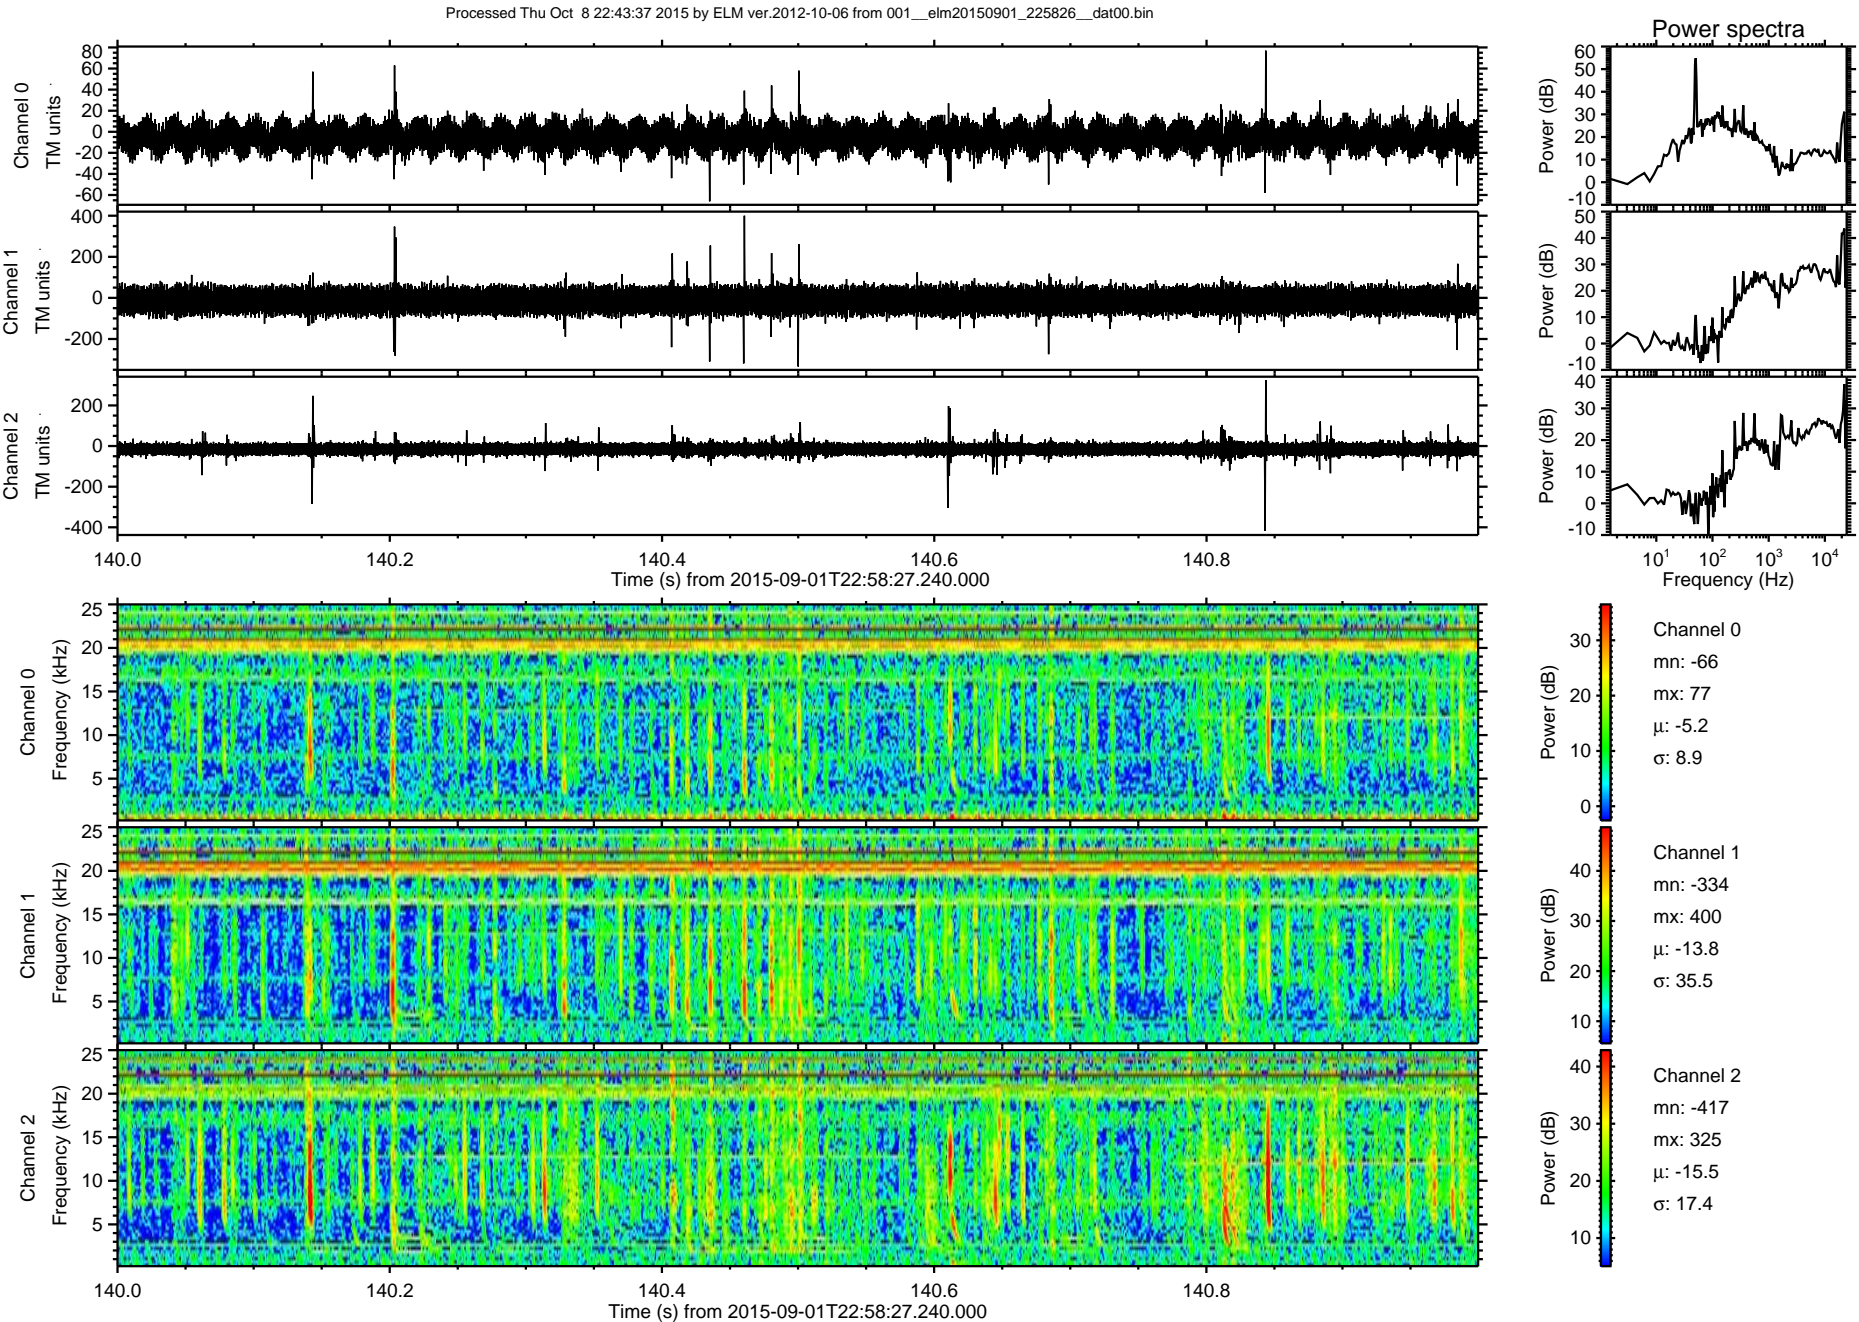 Processed Thu Oct  8 22:43:37 2015 by ELM ver.2012-10-06 from 001__elm20150901_225826__dat00.bin
Power spectra
Channel 0
TM units
80
60
40
20
0
-20
-40
-60
Power (dB)
60
50
40
30
20
10
0
-10
Channel 1
TM units
400
200
0
-200
Power (dB)
50
40
30
20
10
0
-10
Channel 2
TM units
200
0
-200
-400
Power (dB)
40
30
20
10
0
-10
140.0 140.2 140.4 140.6 140.8
Time (s) from 2015-09-01T22:58:27.240.000
10^1 10^2 10^3 10^4
Frequency (Hz)
Channel 0
Frequency (kHz)
25
20
15
10
5
Power (dB)
30
20
10
0
Channel 0
mn: -66
mx: 77
μ: -5.2
σ: 8.9
Channel 1
Frequency (kHz)
25
20
15
10
5
Power (dB)
40
30
20
10
Channel 1
mn: -334
mx: 400
μ: -13.8
σ: 35.5
Channel 2
Frequency (kHz)
25
20
15
10
5
Power (dB)
40
30
20
10
Channel 2
mn: -417
mx: 325
μ: -15.5
σ: 17.4
140.0 140.2 140.4 140.6 140.8
Time (s) from 2015-09-01T22:58:27.240.000